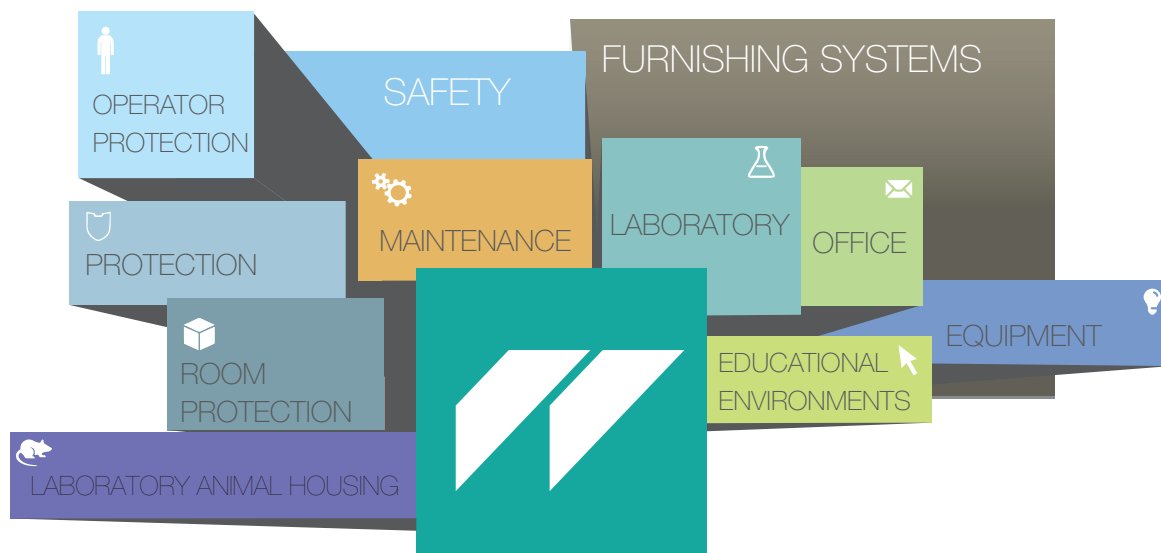 FURNISHING SYSTEMS
SAFETY
OPERATOR
PROTECTION
LABORATORY
MAINTENANCE
OFFICE
PROTECTION
EQUIPMENT
ROOM
PROTECTION
EDUCATIONAL
ENVIRONMENTS
LABORATORY ANIMAL HOUSING